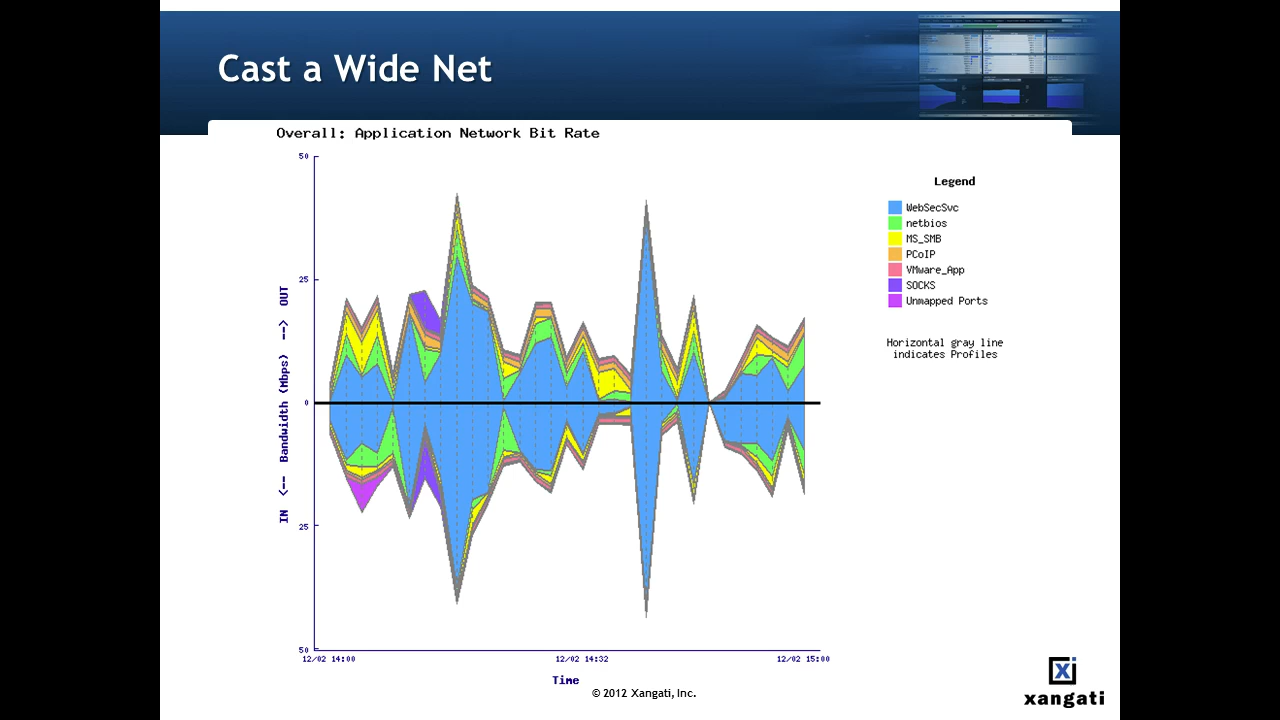 Cast a Wide Net
Overall: Application Network Bit Rate
50
25
0
25
50
IN <-- Bandwidth (Mbps) --> OUT
12/02 14:00
12/02 14:32
12/02 15:00
Time
Legend
WebSecSvc
netbios
MS_SMB
PCoIP
VMware_App
SOCKS
Unmapped Ports
Horizontal gray line
indicates Profiles
© 2012 Xangati, Inc.
X
xangati